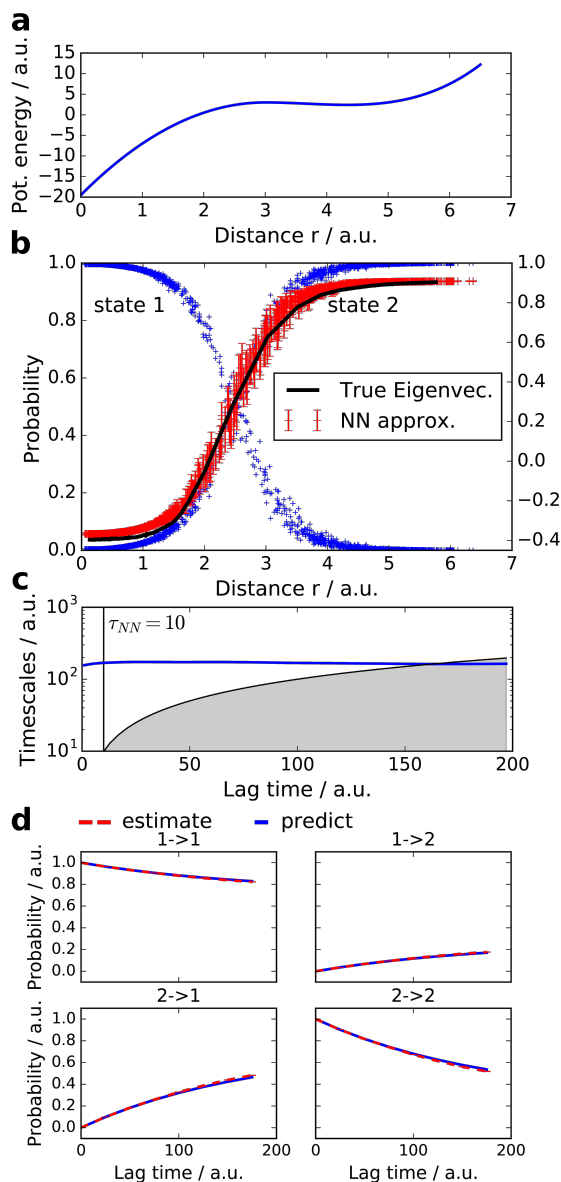 a
Pot. energy / a.u.
15
10
5
0
−5
−10
−15
−20
0 1 2 3 4 5 6 7
Distance r / a.u.
b
Probability
1.0
0.8
0.6
0.4
0.2
0.0
state 1
state 2
True Eigenvec.
NN approx.
1.0
0.8
0.6
0.4
0.2
0.0
−0.2
−0.4
0 1 2 3 4 5 6 7
Distance r / a.u.
c
Timescales / a.u.
10³
10²
10¹
τ_NN = 10
0 50 100 150 200
Lag time / a.u.
d
estimate
predict
1->1
Probability / a.u.
1.0
0.8
0.6
0.4
0.2
0.0
1->2
2->1
Probability / a.u.
1.0
0.8
0.6
0.4
0.2
0.0
0 100 200
Lag time / a.u.
2->2
0 100 200
Lag time / a.u.